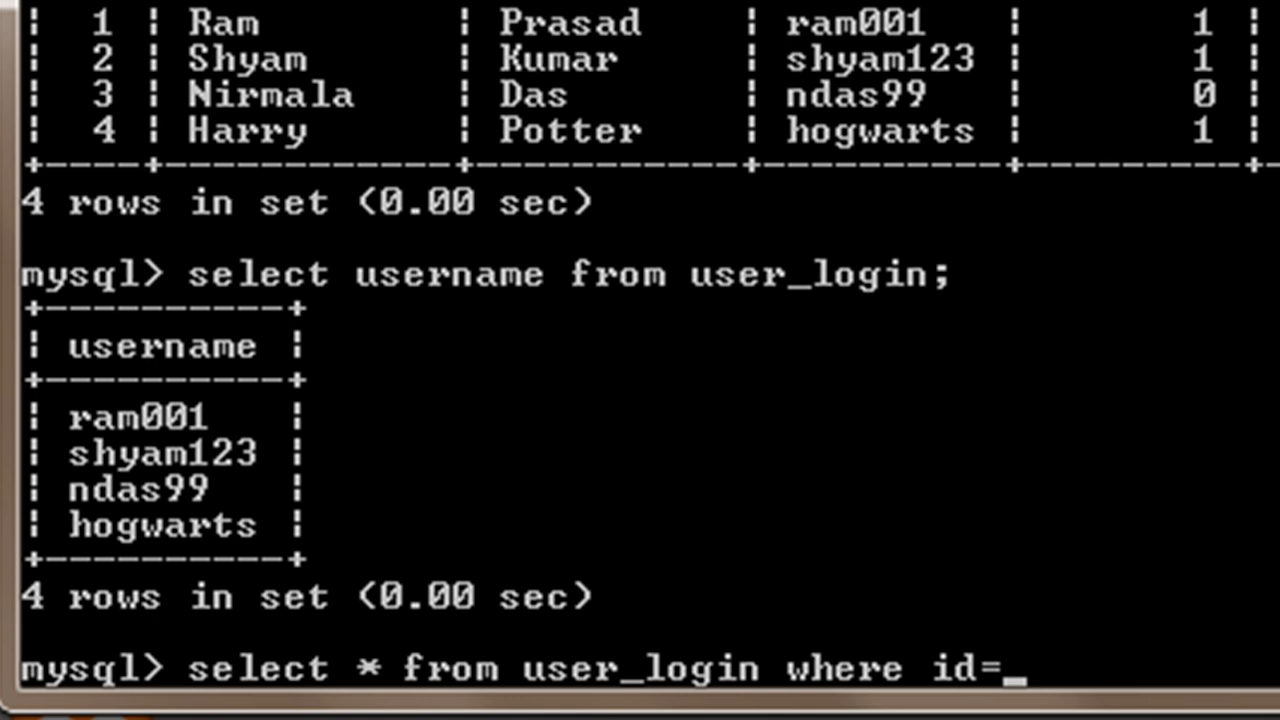 ¦  1 ¦ Ram        ¦ Prasad    ¦ ram001   ¦       1 ¦
¦  2 ¦ Shyam      ¦ Kumar     ¦ shyam123 ¦       1 ¦
¦  3 ¦ Nirmala    ¦ Das       ¦ ndas99   ¦       0 ¦
¦  4 ¦ Harry      ¦ Potter    ¦ hogwarts ¦       1 ¦
+----+------------+-----------+----------+---------+-
4 rows in set (0.00 sec)
mysql> select username from user_login;
+----------+
¦ username ¦
+----------+
¦ ram001   ¦
¦ shyam123 ¦
¦ ndas99   ¦
¦ hogwarts ¦
+----------+
4 rows in set (0.00 sec)
mysql> select * from user_login where id=_